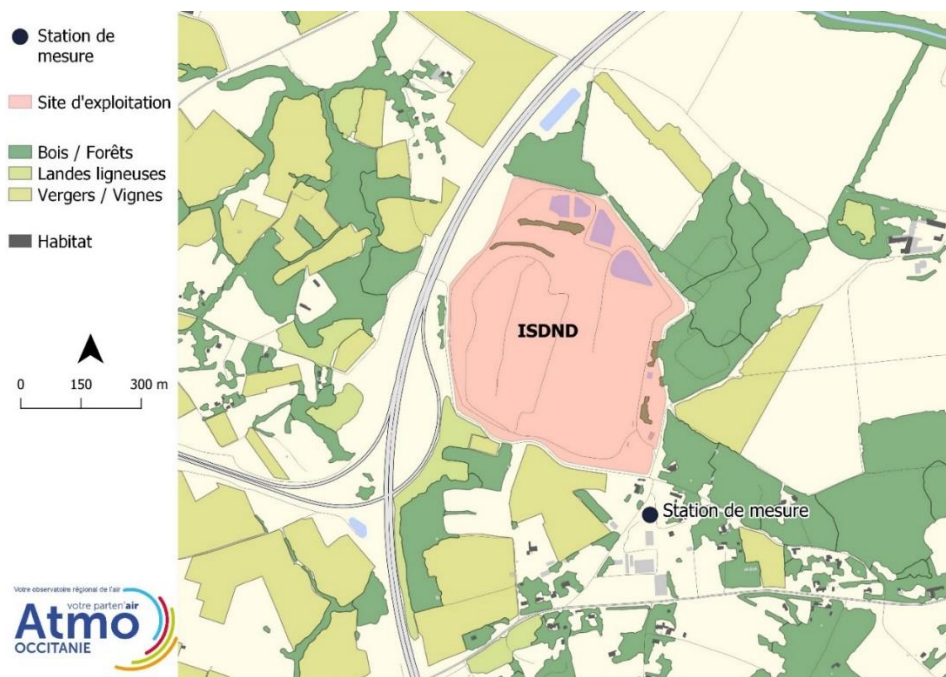 Station de
mesure
Site d'exploitation
Bois / Forêts
Landes ligneuses
Vergers / Vignes
Habitat
0 150 300 m
ISDND
Station de mesure
Votre observatoire régional de l'air
votre parten'air
Atmo
OCCITANIE